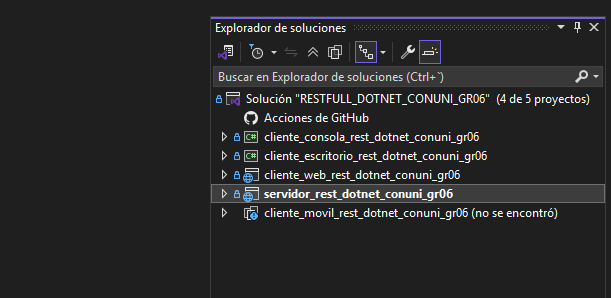 Explorador de soluciones
Buscar en Explorador de soluciones (Ctrl+¨)
Solución "RESTFULL_DOTNET_CONUNI_GR06" (4 de 5 proyectos)
Acciones de GitHub
C# cliente_consola_rest_dotnet_conuni_gr06
C# cliente_escritorio_rest_dotnet_conuni_gr06
cliente_web_rest_dotnet_conuni_gr06
servidor_rest_dotnet_conuni_gr06
cliente_movil_rest_dotnet_conuni_gr06 (no se encontró)